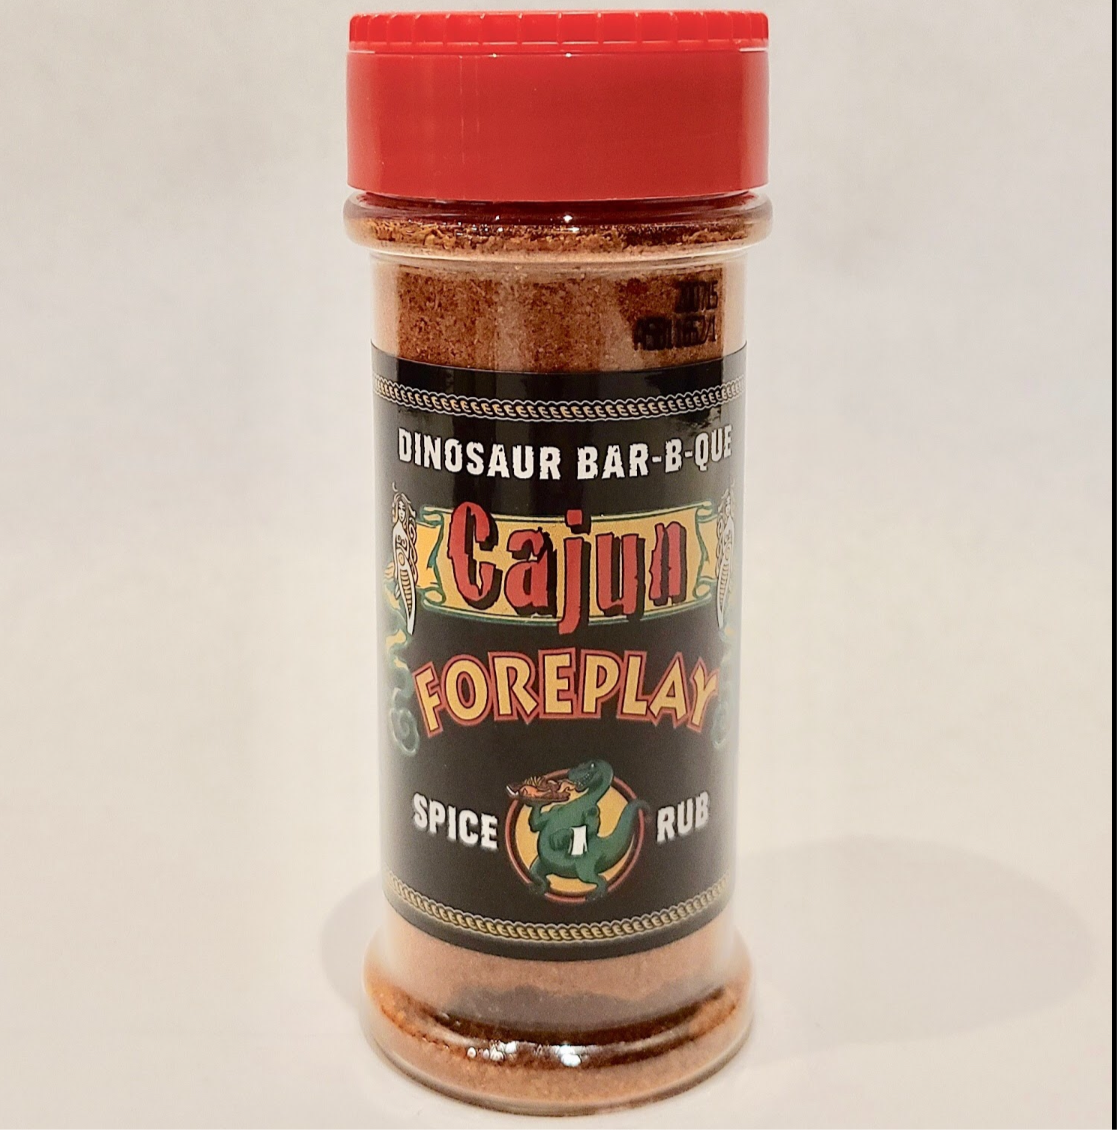 DINOSAUR BAR-B-QUE
Cajun
FOREPLAY
SPICE RUB